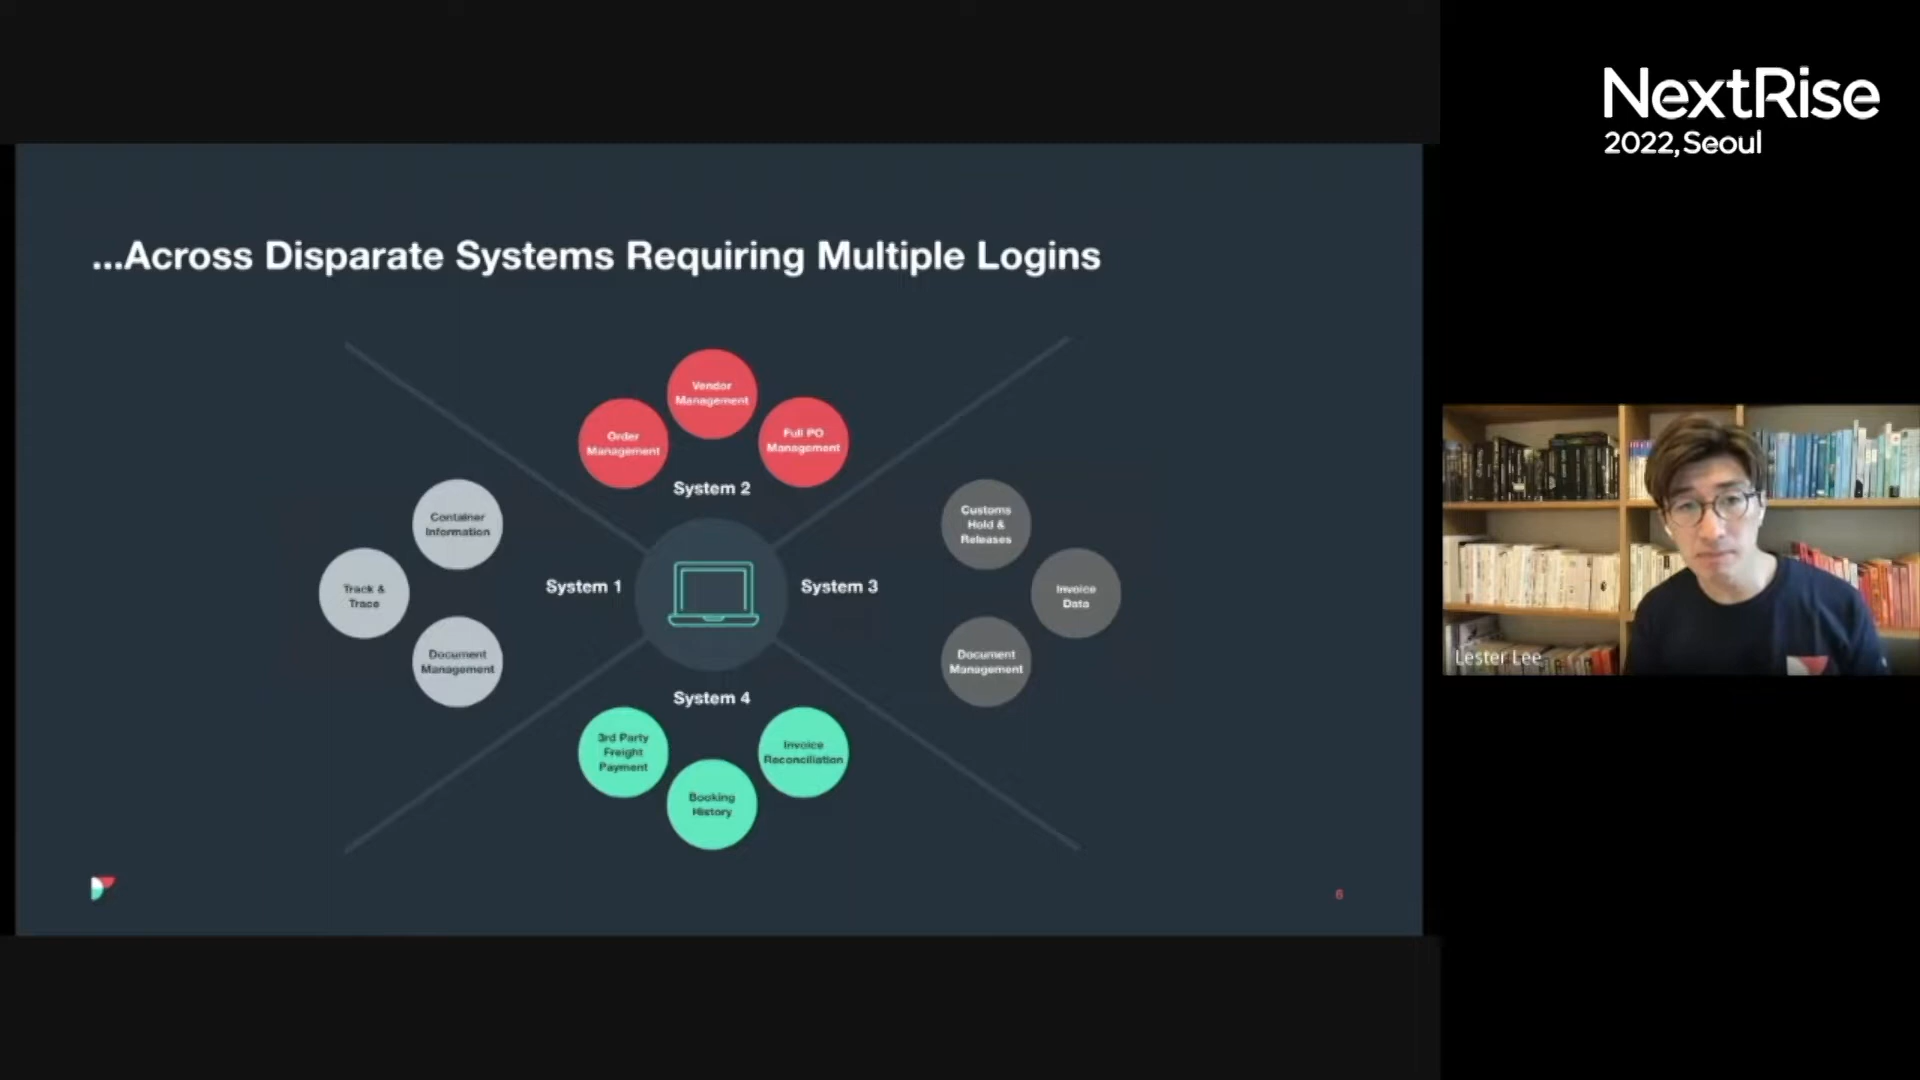 NextRise
2022, Seoul
...Across Disparate Systems Requiring Multiple Logins
Vendor
Management
Order
Management
Full PO
Management
System 2
Container
Information
Track &
Trace
Document
Management
System 1
System 3
Customs
Hold &
Releases
Invoice
Data
Document
Management
System 4
3rd Party
Freight
Payment
Booking
History
Invoice
Reconciliation
6
Lester Lee